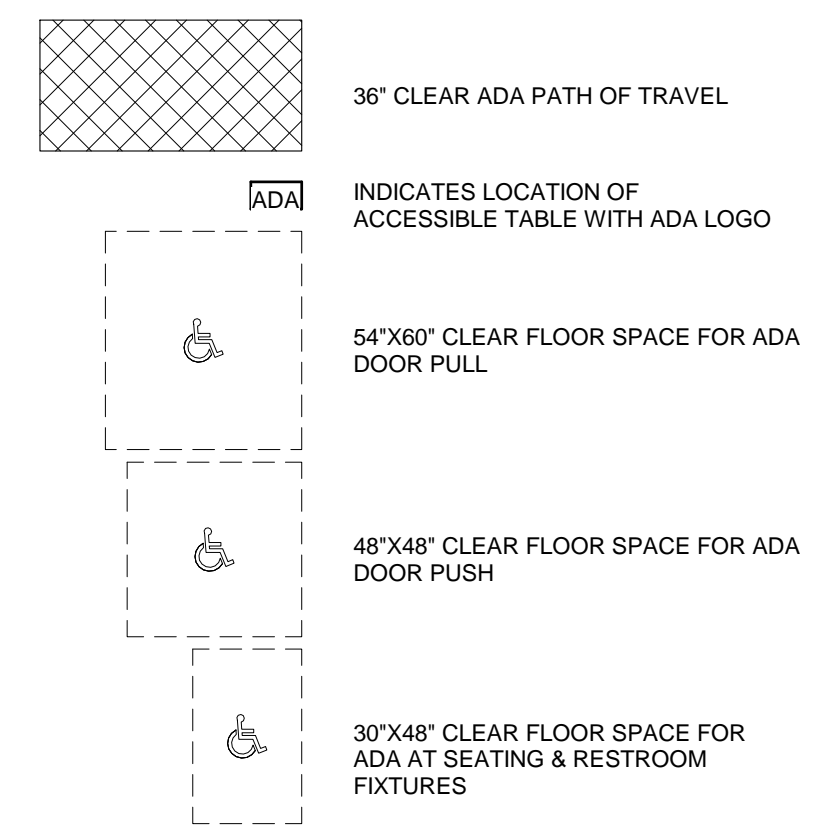 36" CLEAR ADA PATH OF TRAVEL
ADA
INDICATES LOCATION OF
ACCESSIBLE TABLE WITH ADA LOGO
54"X60" CLEAR FLOOR SPACE FOR ADA
DOOR PULL
48"X48" CLEAR FLOOR SPACE FOR ADA
DOOR PUSH
30"X48" CLEAR FLOOR SPACE FOR
ADA AT SEATING & RESTROOM
FIXTURES